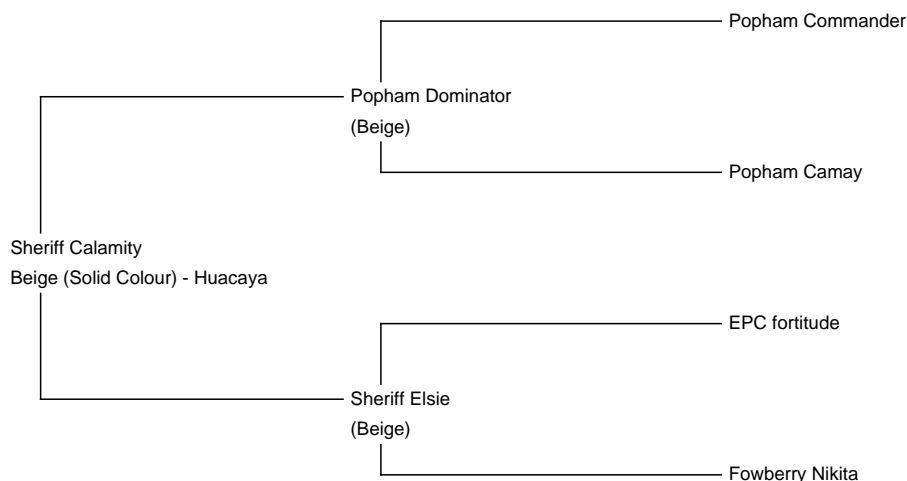 Popham Commander
Popham Dominator
(Beige)
Popham Camay
Sheriff Calamity
Beige (Solid Colour) - Huacaya
EPC fortitude
Sheriff Elsie
(Beige)
Fowberry Nikita